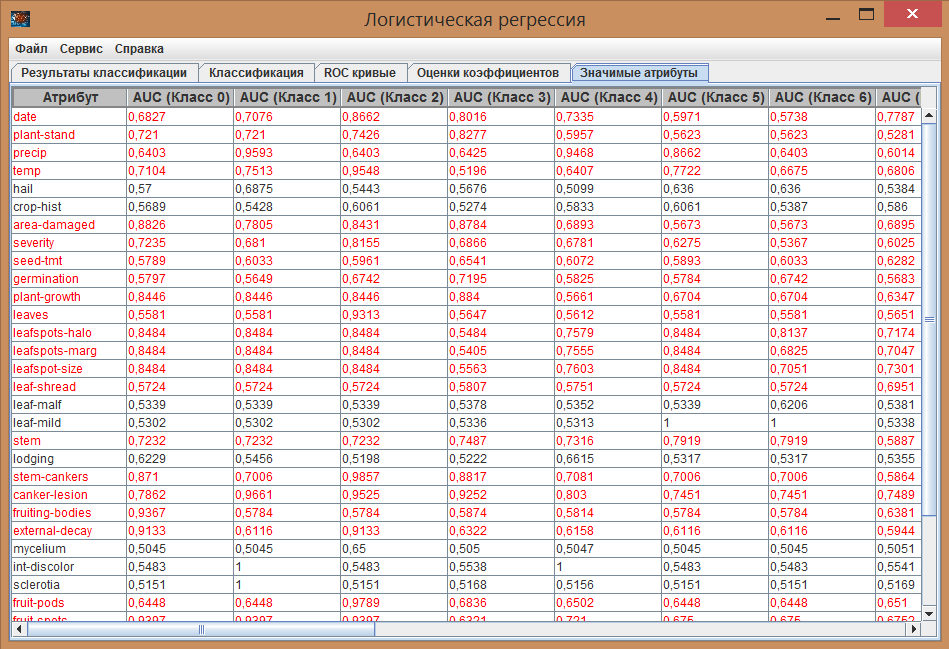 Логистическая регрессия
Файл Сервис Справка
Результаты классификации Классификация ROC кривые Оценки коэффициентов Значимые атрибуты
Атрибут AUC (Класс 0) AUC (Класс 1) AUC (Класс 2) AUC (Класс 3) AUC (Класс 4) AUC (Класс 5) AUC (Класс 6) AUC (
date 0,6827 0,7076 0,8662 0,8016 0,7335 0,5971 0,5738 0,7787
plant-stand 0,721 0,721 0,7426 0,8277 0,5957 0,5623 0,5623 0,5281
precip 0,6403 0,9593 0,6403 0,6425 0,9468 0,8662 0,6403 0,6014
temp 0,7104 0,7513 0,9548 0,5196 0,6407 0,7722 0,6675 0,6806
hail 0,57 0,6875 0,5443 0,5676 0,5099 0,636 0,636 0,5384
crop-hist 0,5689 0,5428 0,6061 0,5274 0,5833 0,6061 0,5387 0,586
area-damaged 0,8826 0,7805 0,8431 0,8784 0,6893 0,5673 0,5673 0,6895
severity 0,7235 0,681 0,8155 0,6866 0,6781 0,6275 0,5367 0,6025
seed-tmt 0,5789 0,6033 0,5961 0,6541 0,6072 0,5893 0,6033 0,6282
germination 0,5797 0,5649 0,6742 0,7195 0,5825 0,5784 0,6742 0,5683
plant-growth 0,8446 0,8446 0,8446 0,884 0,5661 0,6704 0,6704 0,6347
leaves 0,5581 0,5581 0,9313 0,5647 0,5612 0,5581 0,5581 0,5651
leafspots-halo 0,8484 0,8484 0,8484 0,5484 0,7579 0,8484 0,8137 0,7174
leafspots-marg 0,8484 0,8484 0,8484 0,5405 0,7555 0,8484 0,6825 0,7047
leafspot-size 0,8484 0,8484 0,8484 0,5563 0,7603 0,8484 0,7051 0,7301
leaf-shread 0,5724 0,5724 0,5724 0,5807 0,5751 0,5724 0,5724 0,6951
leaf-malf 0,5339 0,5339 0,5339 0,5378 0,5352 0,5339 0,6206 0,5381
leaf-mild 0,5302 0,5302 0,5302 0,5336 0,5313 1 1 0,5338
stem 0,7232 0,7232 0,7232 0,7487 0,7316 0,7919 0,7919 0,5887
lodging 0,6229 0,5456 0,5198 0,5222 0,6615 0,5317 0,5317 0,5355
stem-cankers 0,871 0,7006 0,9857 0,8817 0,7081 0,7006 0,7006 0,5864
canker-lesion 0,7862 0,9661 0,9525 0,9252 0,803 0,7451 0,7451 0,7489
fruiting-bodies 0,9367 0,5784 0,5784 0,5874 0,5814 0,5784 0,5784 0,6381
external-decay 0,9133 0,6116 0,9133 0,6322 0,6158 0,6116 0,6116 0,5944
mycelium 0,5045 0,5045 0,65 0,505 0,5047 0,5045 0,5045 0,5051
int-discolor 0,5483 1 0,5483 0,5538 1 0,5483 0,5483 0,5541
sclerotia 0,5151 1 0,5151 0,5168 0,5156 0,5151 0,5151 0,5169
fruit-pods 0,6448 0,6448 0,9789 0,6836 0,6502 0,6448 0,6448 0,651
fruit-spots 0,9397 0,9397 0,9397 0,6321 0,721 0,675 0,675 0,6752